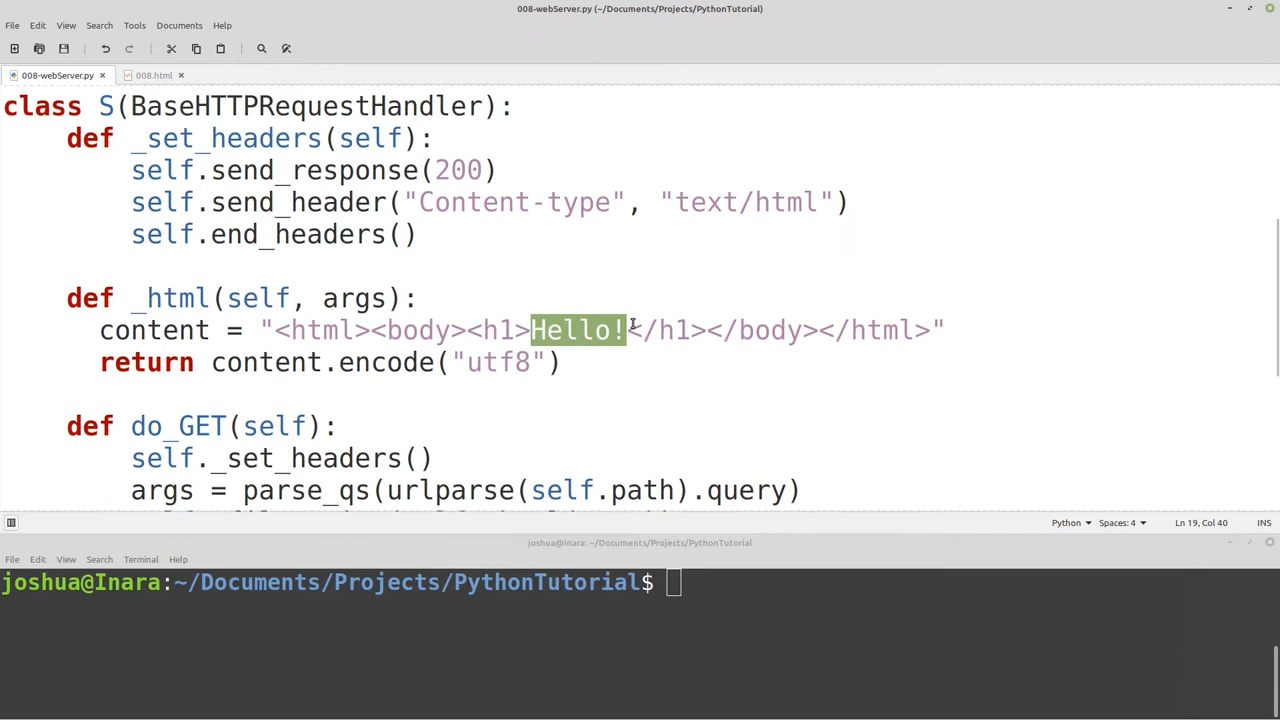 008-webServer.py (~/Documents/Projects/PythonTutorial)
File Edit View Search Tools Documents Help
008-webServer.py × 008.html ×
class S(BaseHTTPRequestHandler):
    def _set_headers(self):
        self.send_response(200)
        self.send_header("Content-type", "text/html")
        self.end_headers()
    def _html(self, args):
      content = "<html><body><h1>Hello!</h1></body></html>"
      return content.encode("utf8")
    def do_GET(self):
        self._set_headers()
        args = parse_qs(urlparse(self.path).query)
Python Spaces: 4 Ln 19, Col 40 INS
joshua@Inara: ~/Documents/Projects/PythonTutorial
File Edit View Search Terminal Help
joshua@Inara:~/Documents/Projects/PythonTutorial$